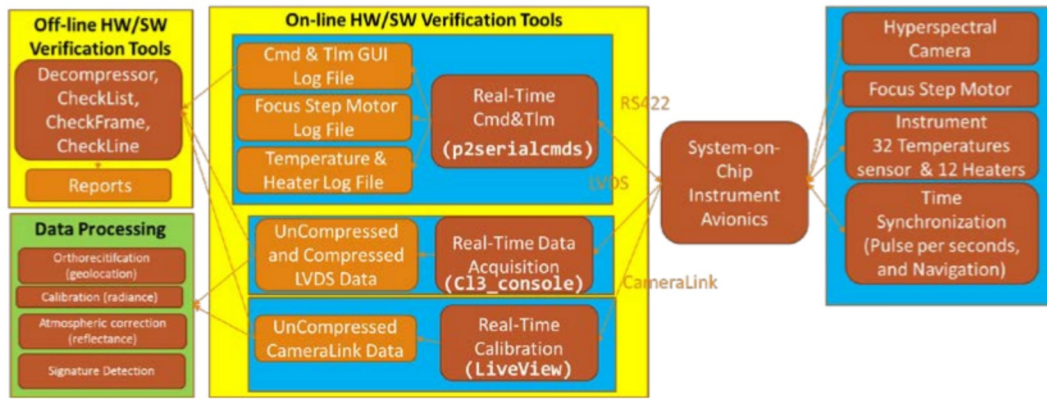 Off-line HW/SW
Verification Tools
Decompressor,
CheckList,
CheckFrame,
CheckLine
Reports
Data Processing
Orthorecitifcation
(geolocation)
Calibration (radiance)
Atmospheric correction
(reflectance)
Signature Detection
On-line HW/SW Verification Tools
Cmd & Tlm GUI
Log File
Focus Step Motor
Log File
Temperature &
Heater Log File
Real-Time
Cmd&Tlm
(p2serialcmds)
UnCompressed
and Compressed
LVDS Data
Real-Time Data
Acquisition
(Cl3_console)
UnCompressed
CameraLink Data
Real-Time
Calibration
(LiveView)
RS422
LVDS
CameraLink
System-on-
Chip
Instrument
Avionics
Hyperspectral
Camera
Focus Step Motor
Instrument
32 Temperatures
sensor & 12 Heaters
Time
Synchronization
(Pulse per seconds,
and Navigation)